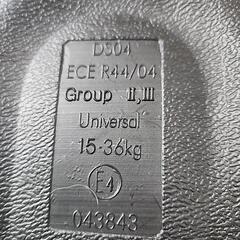 DS04
ECE R44/04
Group II,III
Universal
15-36kg
E4
043843